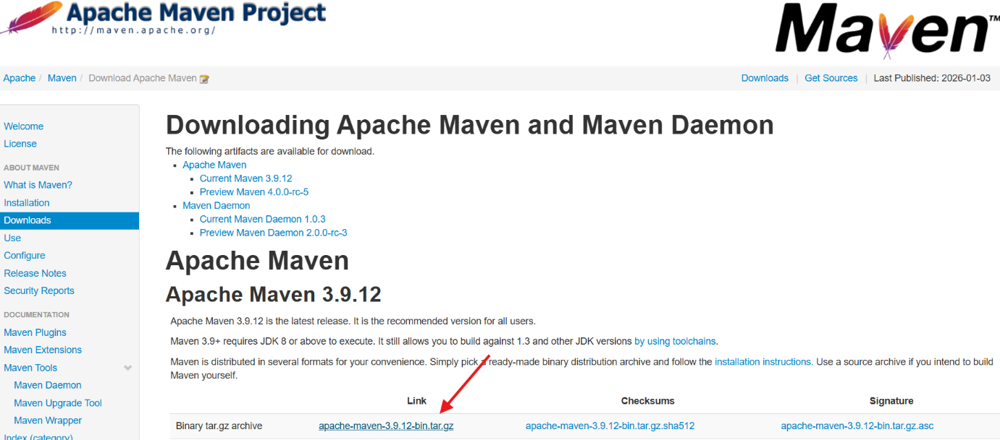 Apache Maven Project
http://maven.apache.org/
Maven™
Apache / Maven / Download Apache Maven
Downloads | Get Sources | Last Published: 2026-01-03
Welcome
License
ABOUT MAVEN
What is Maven?
Installation
Downloads
Use
Configure
Release Notes
Security Reports
DOCUMENTATION
Maven Plugins
Maven Extensions
Maven Tools
Maven Daemon
Maven Upgrade Tool
Maven Wrapper
Index (category)
Downloading Apache Maven and Maven Daemon
The following artifacts are available for download.
Apache Maven
Current Maven 3.9.12
Preview Maven 4.0.0-rc-5
Maven Daemon
Current Maven Daemon 1.0.3
Preview Maven Daemon 2.0.0-rc-3
Apache Maven
Apache Maven 3.9.12
Apache Maven 3.9.12 is the latest release. It is the recommended version for all users.
Maven 3.9+ requires JDK 8 or above to execute. It still allows you to build against 1.3 and other JDK versions by using toolchains.
Maven is distributed in several formats for your convenience. Simply pick a ready-made binary distribution archive and follow the installation instructions. Use a source archive if you intend to build
Maven yourself.
Link Checksums Signature
Binary tar.gz archive apache-maven-3.9.12-bin.tar.gz apache-maven-3.9.12-bin.tar.gz.sha512 apache-maven-3.9.12-bin.tar.gz.asc